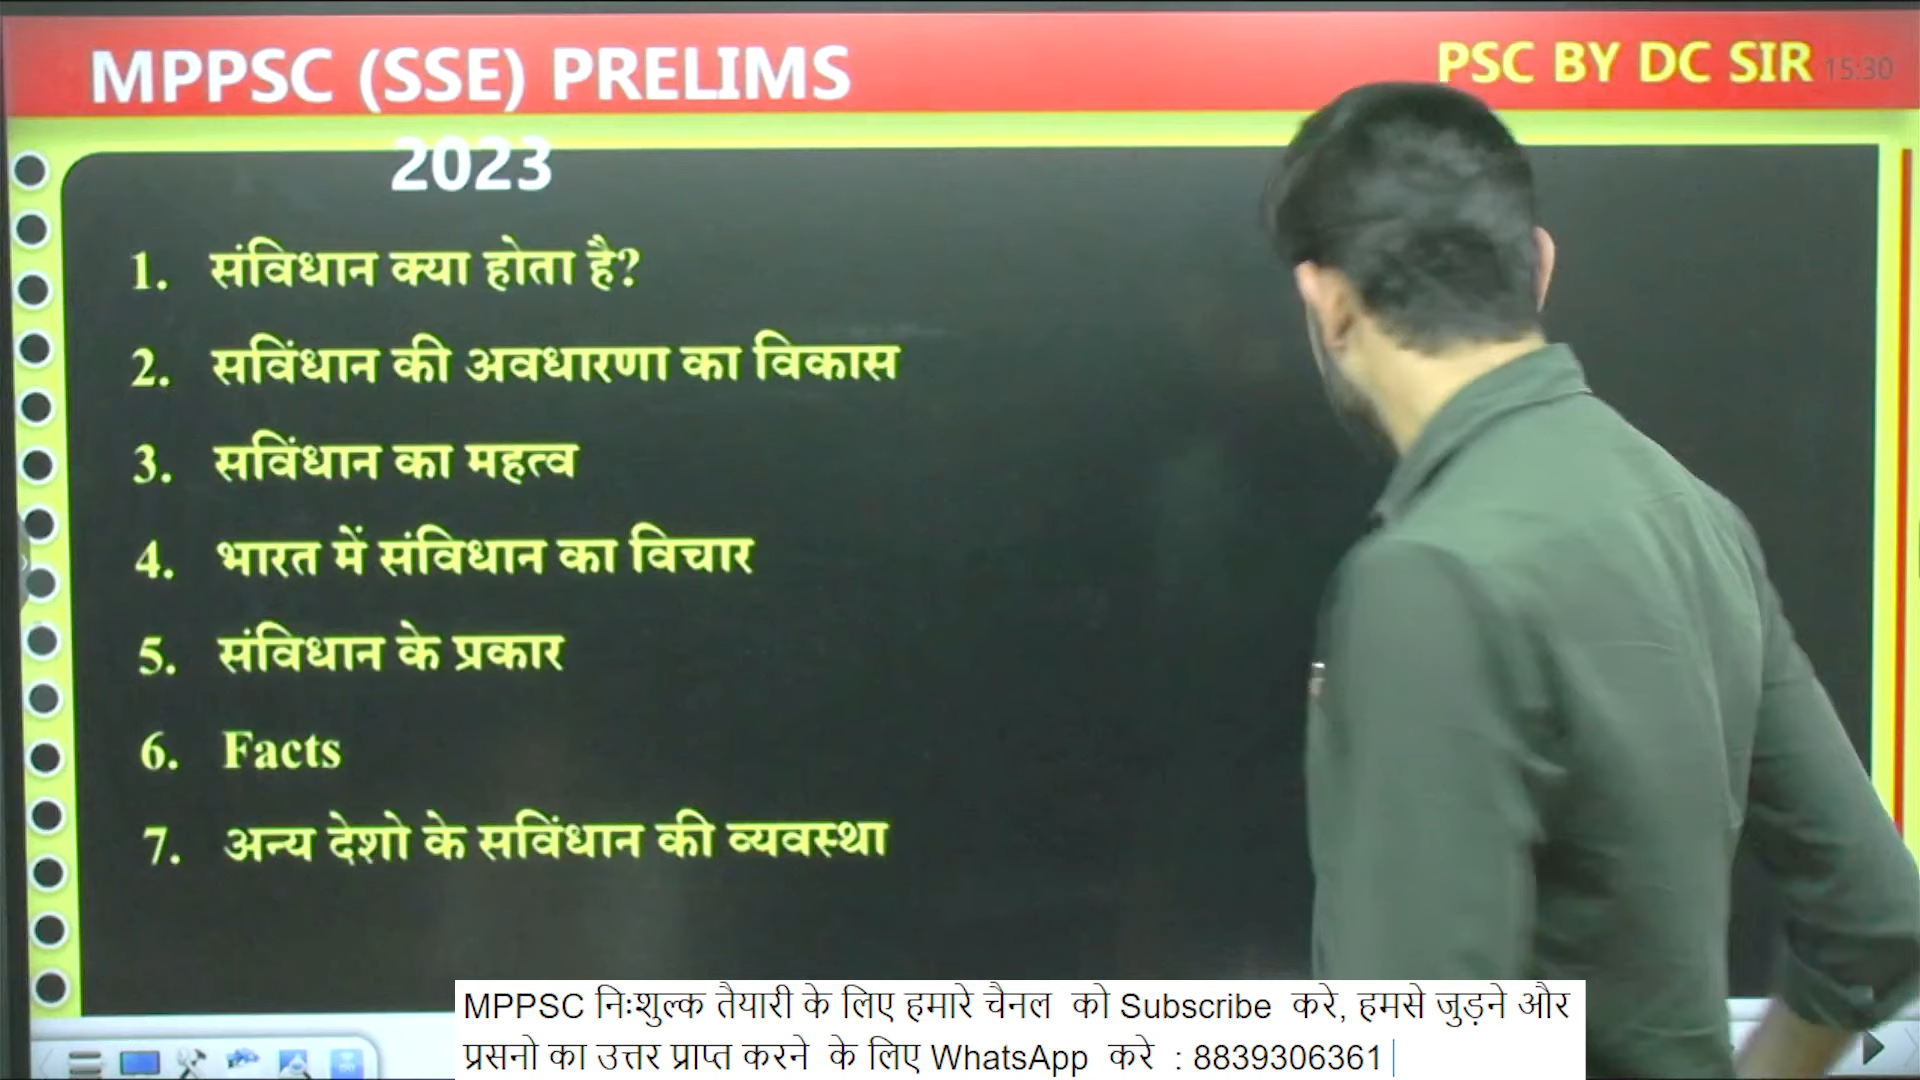 MPPSC (SSE) PRELIMS
2023
PSC BY DC SIR
15:30
1. संविधान क्या होता है?
2. सविंधान की अवधारणा का विकास
3. सविंधान का महत्व
4. भारत में संविधान का विचार
5. संविधान के प्रकार
6. Facts
7. अन्य देशो के सविंधान की व्यवस्था
MPPSC निःशुल्क तैयारी के लिए हमारे चैनल को Subscribe करे, हमसे जुड़ने और
प्रसनो का उत्तर प्राप्त करने के लिए WhatsApp करे : 8839306361